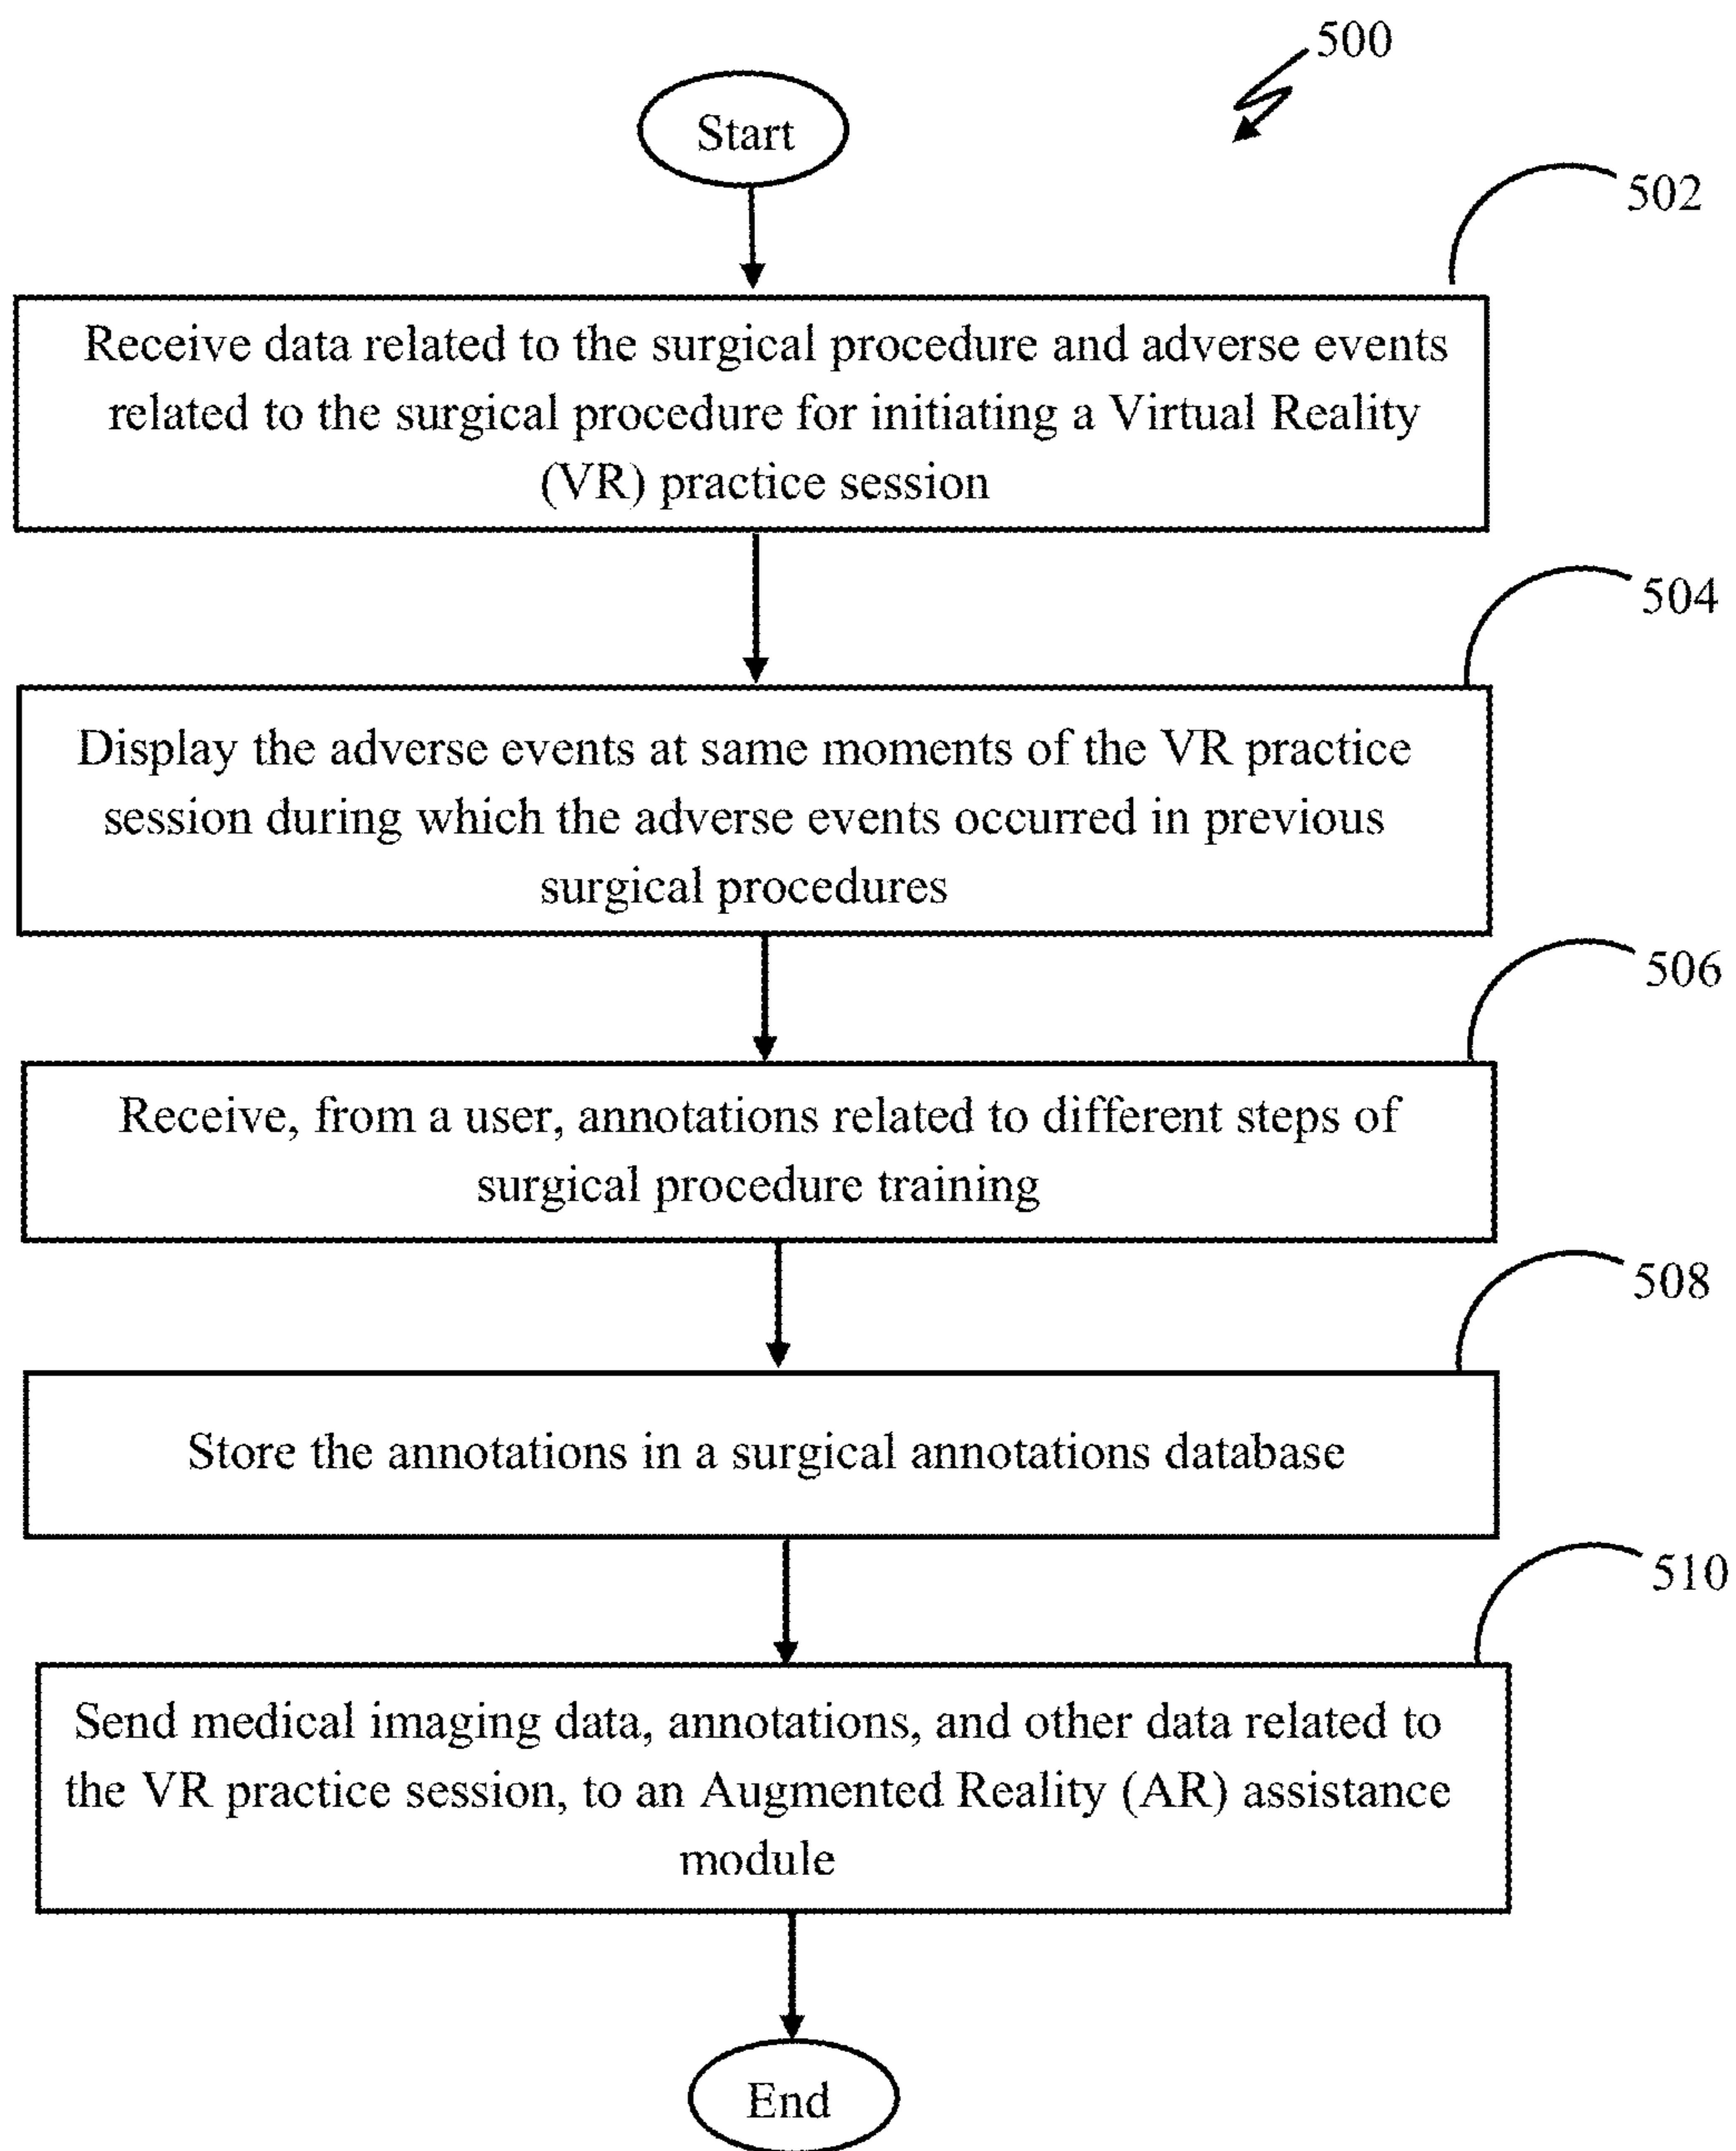 500
Start
502
Receive data related to the surgical procedure and adverse events
related to the surgical procedure for initiating a Virtual Reality
(VR) practice session
504
Display the adverse events at same moments of the VR practice
session during which the adverse events occurred in previous
surgical procedures
506
Receive, from a user, annotations related to different steps of
surgical procedure training
508
Store the annotations in a surgical annotations database
510
Send medical imaging data, annotations, and other data related to
the VR practice session, to an Augmented Reality (AR) assistance
module
End